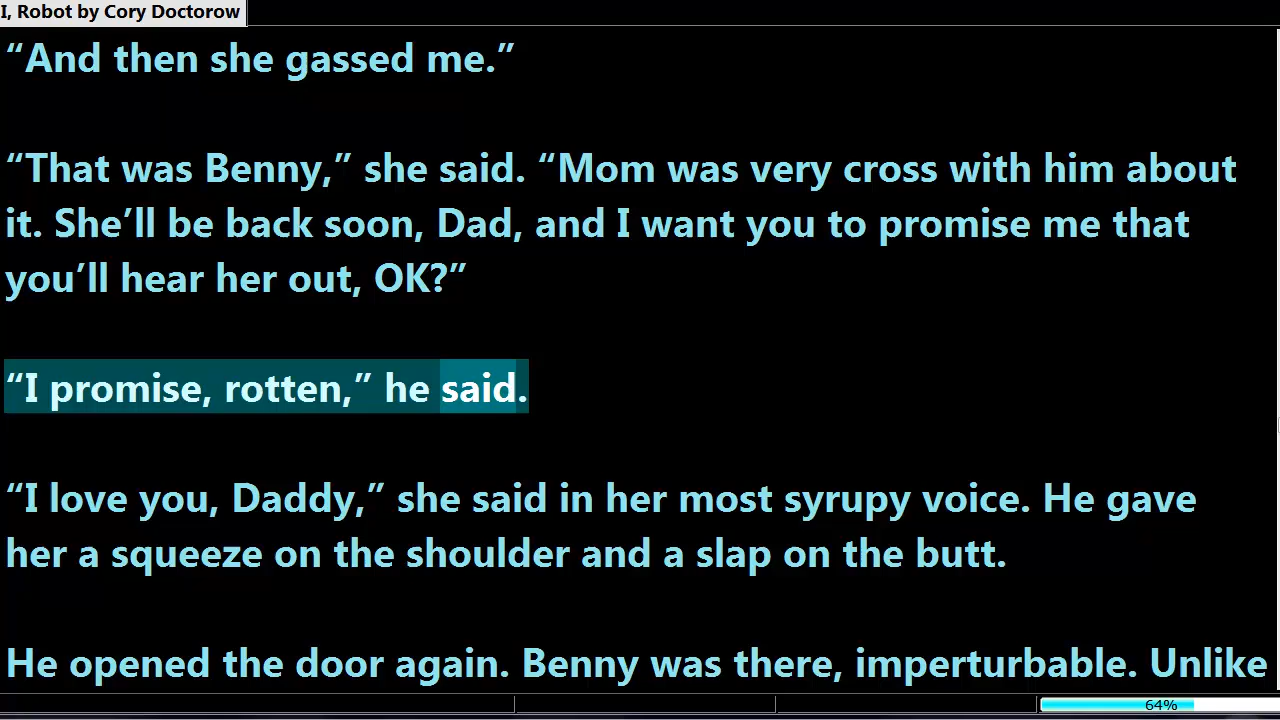 I, Robot by Cory Doctorow
“And then she gassed me.”
“That was Benny,” she said. “Mom was very cross with him about
it. She’ll be back soon, Dad, and I want you to promise me that
you’ll hear her out, OK?”
“I promise, rotten,” he said.
“I love you, Daddy,” she said in her most syrupy voice. He gave
her a squeeze on the shoulder and a slap on the butt.
He opened the door again. Benny was there, imperturbable. Unlike
64%